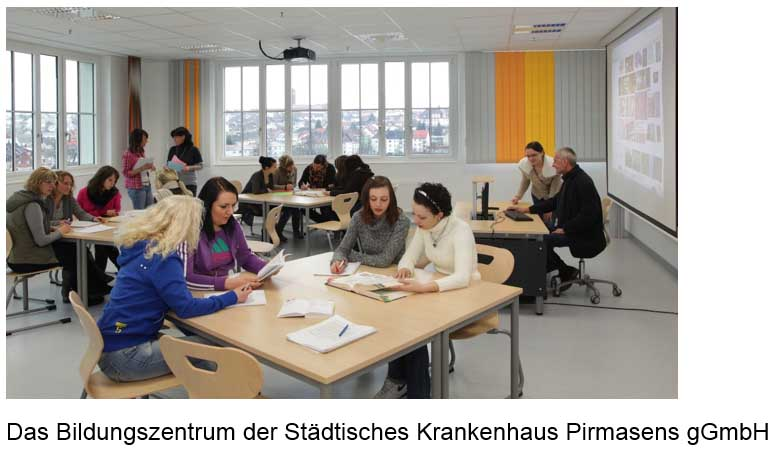 Das Bildungszentrum der Städtisches Krankenhaus Pirmasens gGmbH